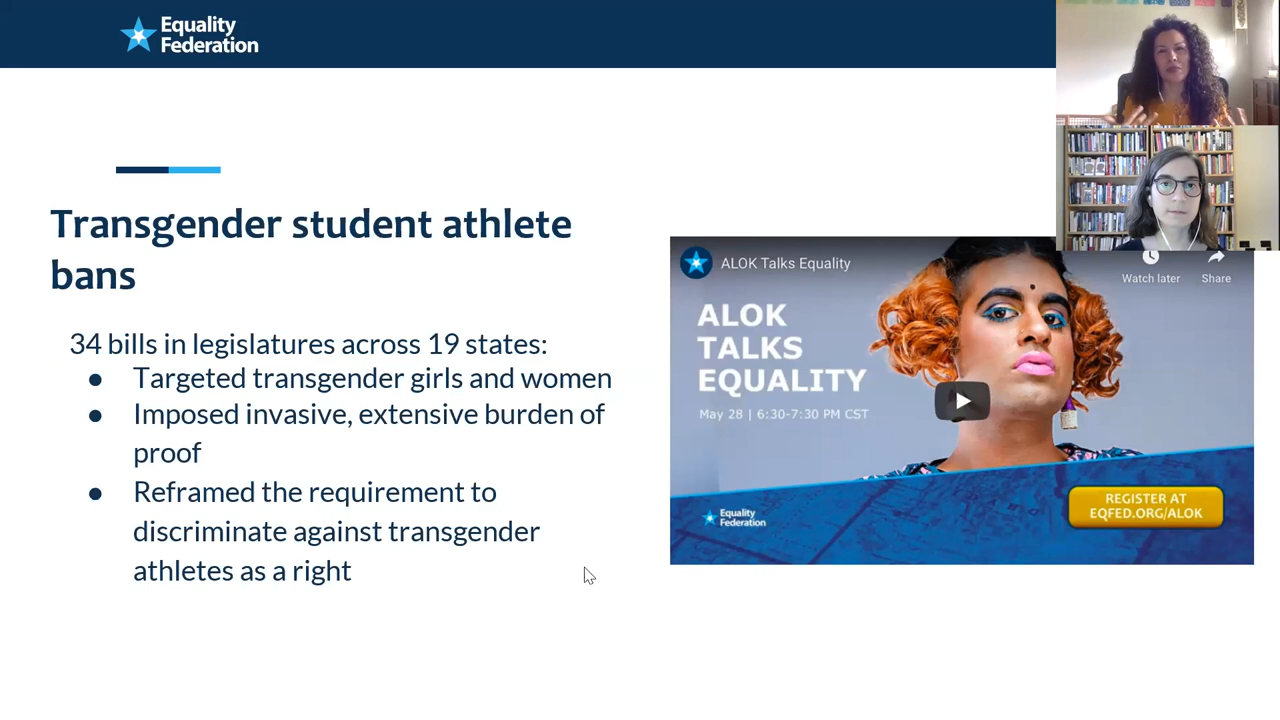 Equality
Federation
Transgender student athlete
bans
34 bills in legislatures across 19 states:
● Targeted transgender girls and women
● Imposed invasive, extensive burden of
proof
● Reframed the requirement to
discriminate against transgender
athletes as a right
ALOK Talks Equality
Watch later
Share
ALOK
TALKS
EQUALITY
May 28 | 6:30-7:30 PM CST
REGISTER AT
EQFED.ORG/ALOK
Equality
Federation